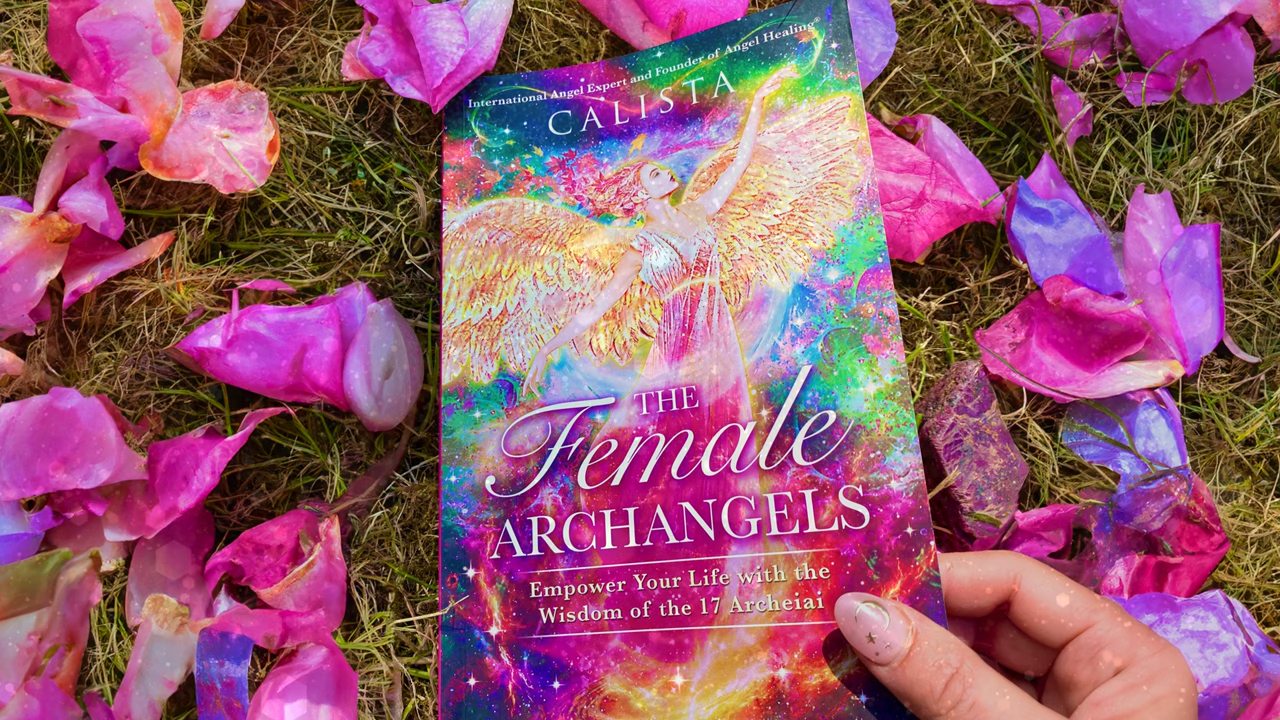 International Angel Expert and Founder of Angel Healing®
CALISTA
THE
Female
ARCHANGELS
Empower Your Life with the
Wisdom of the 17 Archeiai